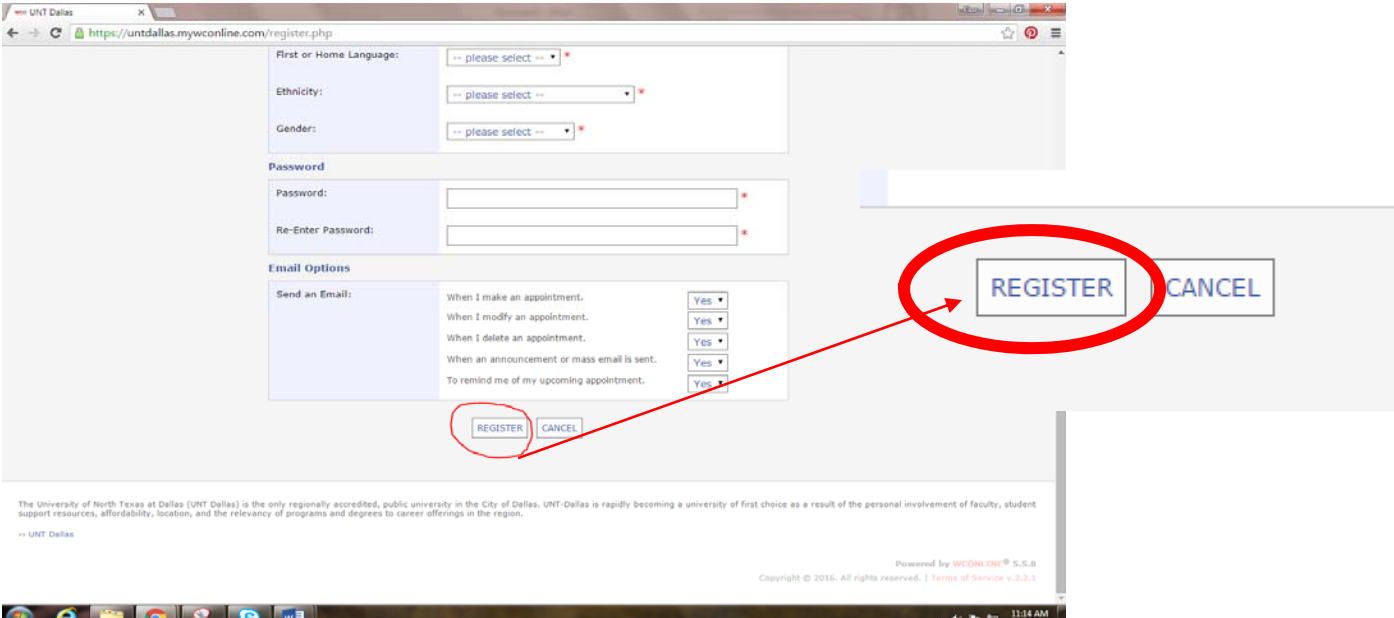 UNT Dallas
https://untdallas.mywconline.com/register.php
First or Home Language: -- please select -- *
Ethnicity: -- please select -- *
Gender: -- please select -- *
Password
Password: *
Re-Enter Password: *
Email Options
Send an Email: When I make an appointment. Yes
When I modify an appointment. Yes
When I delete an appointment. Yes
When an announcement or mass email is sent. Yes
To remind me of my upcoming appointment. Yes
REGISTER CANCEL
REGISTER CANCEL
The University of North Texas at Dallas (UNT Dallas) is the only regionally accredited, public university in the City of Dallas. UNT-Dallas is rapidly becoming a university of first choice as a result of the personal involvement of faculty, student
support resources, affordability, location, and the relevancy of programs and degrees to career offerings in the region.
>> UNT Dallas
Powered by WCONLINE® 5.5.8
Copyright © 2016. All rights reserved. | Terms of Service v.2.2.1
11:14 AM